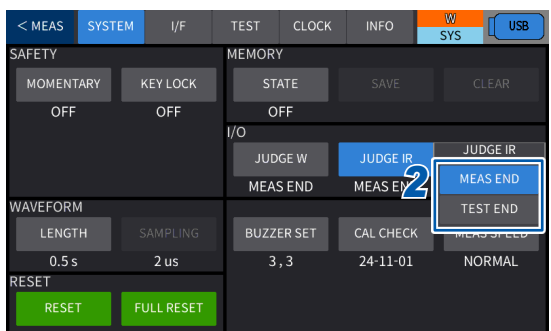 < MEAS SYSTEM I/F TEST CLOCK INFO W SYS USB
SAFETY
MOMENTARY KEY LOCK
OFF OFF
MEMORY
STATE SAVE CLEAR
OFF
I/O
JUDGE W JUDGE IR JUDGE IR
MEAS END MEAS END
2
MEAS END
TEST END
WAVEFORM
LENGTH SAMPLING
0.5 s 2 us
BUZZER SET CAL CHECK MEAS SPEED
3 , 3 24-11-01 NORMAL
RESET
RESET FULL RESET